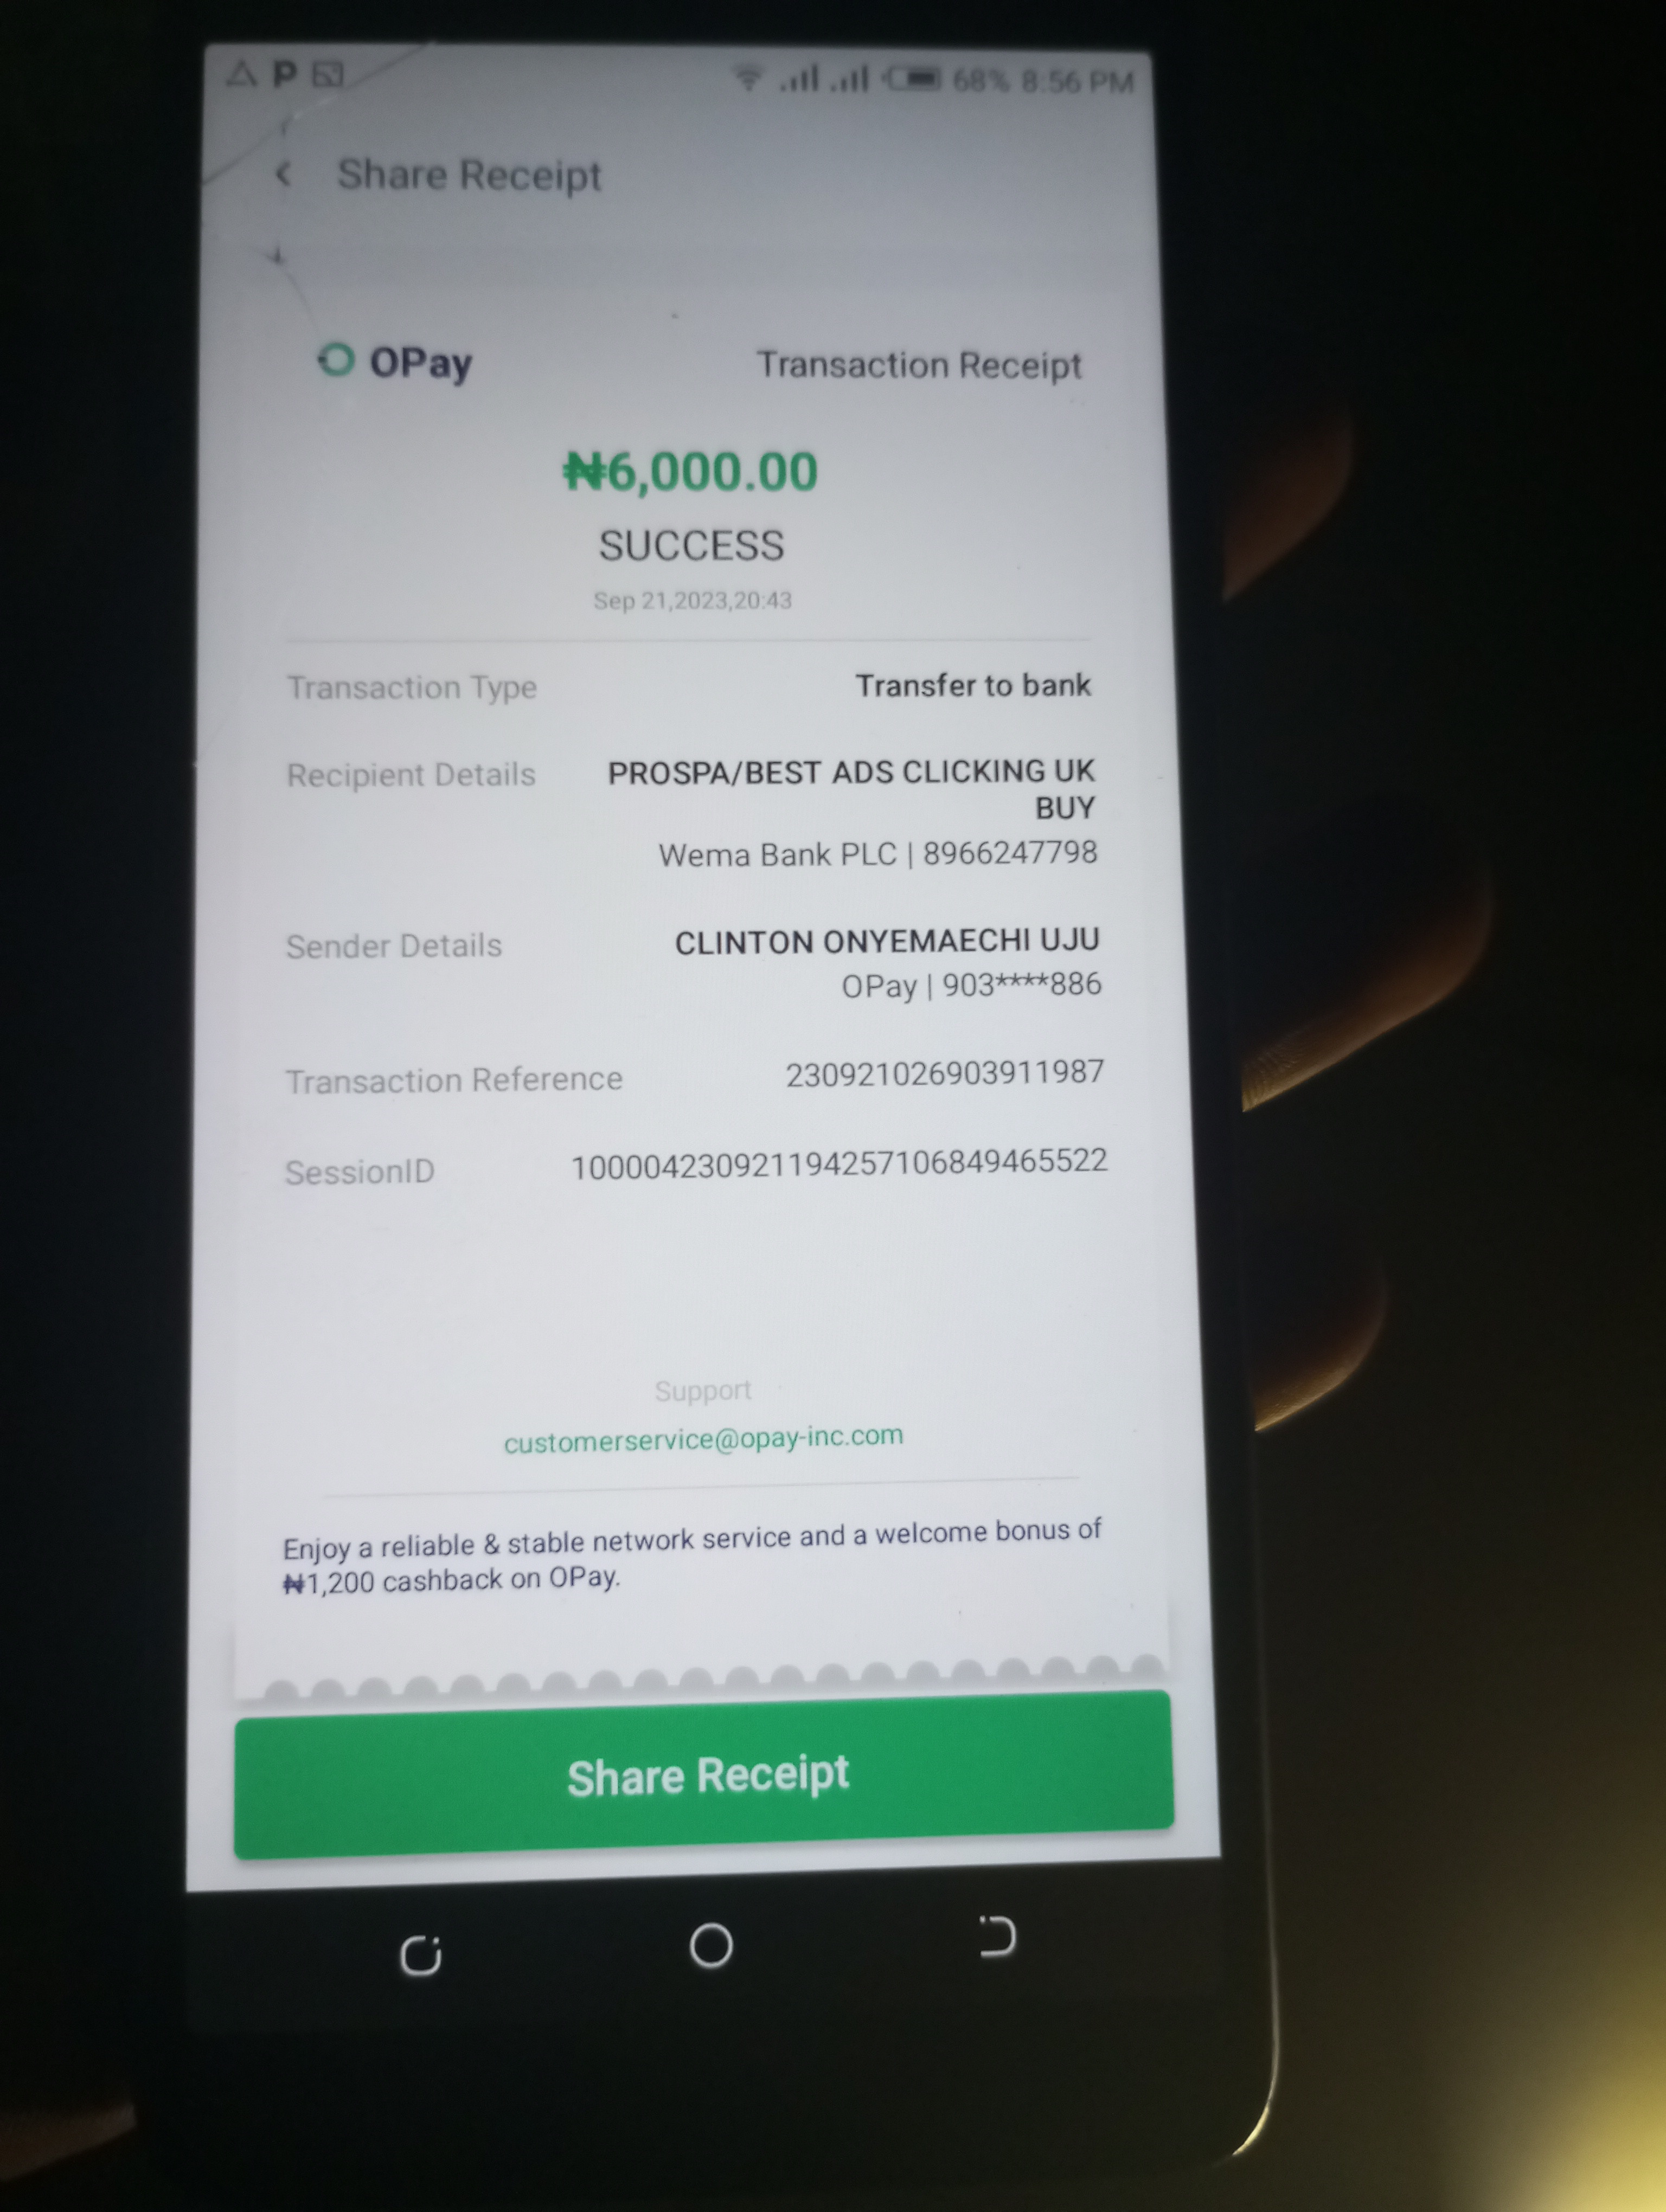 P 68% 8:56 PM
Share Receipt
OPay Transaction Receipt
₦6,000.00
SUCCESS
Sep 21,2023,20:43
Transaction Type Transfer to bank
Recipient Details PROSPA/BEST ADS CLICKING UK
BUY
Wema Bank PLC | 8966247798
Sender Details CLINTON ONYEMAECHI UJU
OPay | 903****886
Transaction Reference 230921026903911987
SessionID 100004230921194257106849465522
Support
customerservice@opay-inc.com
Enjoy a reliable & stable network service and a welcome bonus of
₦1,200 cashback on OPay.
Share Receipt